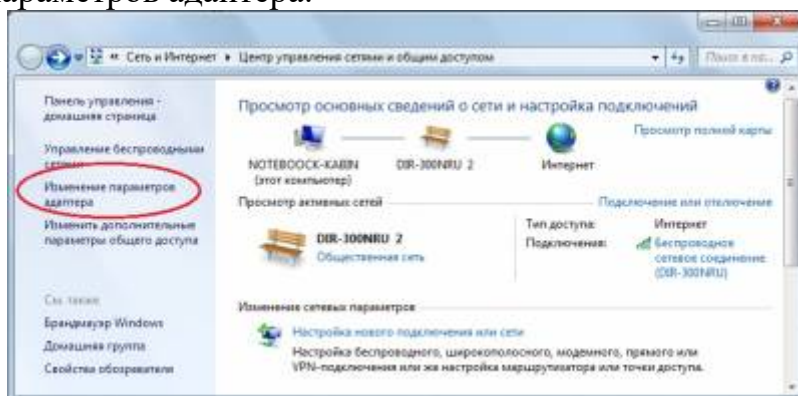 параметров адаптера.
« Сеть и Интернет ▸ Центр управления сетями и общим доступом
Панель управления -
домашняя страница
Управление беспроводными
сетями
Изменение параметров
адаптера
Изменить дополнительные
параметры общего доступа
См. также
Брандмауэр Windows
Домашняя группа
Свойства обозревателя
Просмотр основных сведений о сети и настройка подключений
Просмотр полной карты
NOTEBOOCK-KABIN
(этот компьютер)
DIR-300NRU 2
Интернет
Просмотр активных сетей
Подключение или отключение
DIR-300NRU 2
Общественная сеть
Тип доступа: Интернет
Подключения: Беспроводное
сетевое соединение
(DIR-300NRU)
Изменение сетевых параметров
Настройка нового подключения или сети
Настройка беспроводного, широкополосного, модемного, прямого или
VPN-подключения или же настройка маршрутизатора или точки доступа.